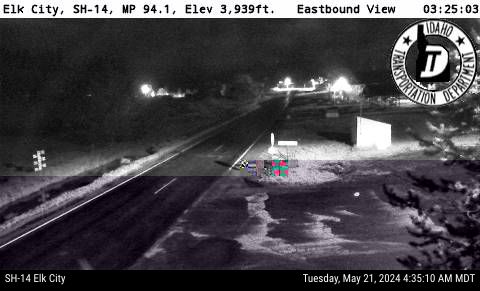 Elk City, SH-14, MP 94.1, Elev 3,939ft. Eastbound View 03:25:03
IDAHO
TRANSPORTATION DEPARTMENT
SH-14 Elk City Tuesday, May 21, 2024 4:35:10 AM MDT